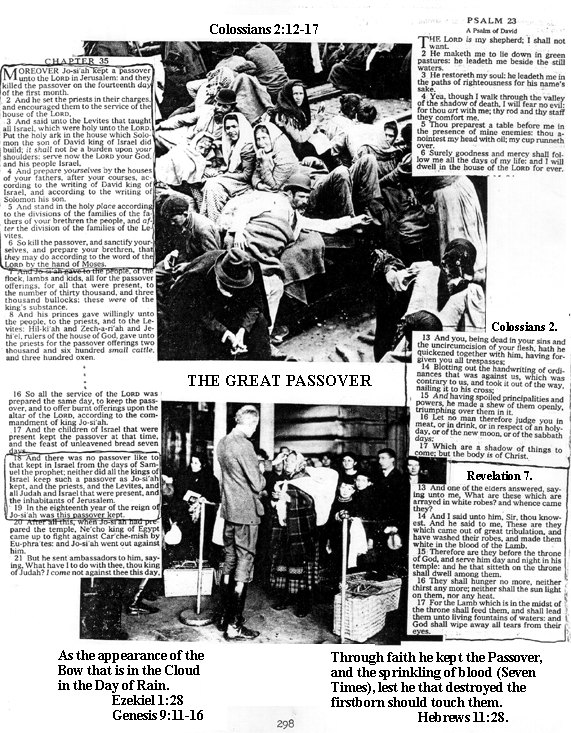 Colossians 2:12-17
CHAPTER 35
MOREOVER Jo-si'ah kept a passover
unto the LORD in Jerusalem: and they
killed the passover on the fourteenth day
of the first month.
2 And he set the priests in their charges,
and encouraged them to the service of the
house of the LORD,
3 And said unto the Levites that taught
all Israel, which were holy unto the LORD,
Put the holy ark in the house which Solo-
mon the son of David king of Israel did
build; it shall not be a burden upon your
shoulders: serve now the LORD your God,
and his people Israel,
4 And prepare yourselves by the houses
of your fathers, after your courses, ac-
cording to the writing of David king of
Israel, and according to the writing of
Solomon his son.
5 And stand in the holy place according
to the divisions of the families of the fa-
thers of your brethren the people, and af-
ter the division of the families of the Le-
vites.
6 So kill the passover, and sanctify your-
selves, and prepare your brethren, that
they may do according to the word of the
LORD by the hand of Moses.
7 And Jo-si'ah gave to the people, of the
flock, lambs and kids, all for the passover
offerings, for all that were present, to
the number of thirty thousand, and three
thousand bullocks: these were of the
king's substance.
8 And his princes gave willingly unto
the people, to the priests, and to the Le-
vites: Hil-ki'ah and Zech-a-ri'ah and Je-
hi'el, rulers of the house of God, gave unto
the priests for the passover offerings two
thousand and six hundred small cattle,
and three hundred oxen.
PSALM 23
A Psalm of David
THE LORD is my shepherd; I shall not
want.
2 He maketh me to lie down in green
pastures: he leadeth me beside the still
waters.
3 He restoreth my soul: he leadeth me in
the paths of righteousness for his name's
sake.
4 Yea, though I walk through the valley
of the shadow of death, I will fear no evil:
for thou art with me; thy rod and thy staff
they comfort me.
5 Thou preparest a table before me in
the presence of mine enemies: thou a-
nointest my head with oil; my cup runneth
over.
6 Surely goodness and mercy shall fol-
low me all the days of my life: and I will
dwell in the house of the LORD for ever.
THE GREAT PASSOVER
16 So all the service of the LORD was
prepared the same day, to keep the pass-
over, and to offer burnt offerings upon the
altar of the LORD, according to the com-
mandment of king Jo-si'ah.
17 And the children of Israel that were
present kept the passover at that time,
and the feast of unleavened bread seven
days.
18 And there was no passover like to
that kept in Israel from the days of Sam-
uel the prophet; neither did all the kings of
Israel keep such a passover as Jo-si'ah
kept, and the priests, and the Levites, and
all Judah and Israel that were present, and
the inhabitants of Jerusalem.
19 In the eighteenth year of the reign of
Jo-si'ah was this passover kept.
20 After all this, when Jo-si'ah had pre-
pared the temple, Ne'cho king of Egypt
came up to fight against Car'che-mish by
Eu-phra'tes: and Jo-si'ah went out against
him.
21 But he sent ambassadors to him, say-
ing, What have I to do with thee, thou king
of Judah? I come not against thee this day,
Colossians 2.
13 And you, being dead in your sins and
the uncircumcision of your flesh, hath he
quickened together with him, having for-
given you all trespasses;
14 Blotting out the handwriting of ordi-
nances that was against us, which was
contrary to us, and took it out of the way,
nailing it to his cross;
15 And having spoiled principalities and
powers, he made a shew of them openly,
triumphing over them in it.
16 Let no man therefore judge you in
meat, or in drink, or in respect of an holy-
day, or of the new moon, or of the sabbath
days:
17 Which are a shadow of things to
come; but the body is of Christ.
Revelation 7.
13 And one of the elders answered, say-
ing unto me, What are these which are
arrayed in white robes? and whence came
they?
14 And I said unto him, Sir, thou know-
est. And he said to me, These are they
which came out of great tribulation, and
have washed their robes, and made them
white in the blood of the Lamb.
15 Therefore are they before the throne
of God, and serve him day and night in his
temple: and he that sitteth on the throne
shall dwell among them.
16 They shall hunger no more, neither
thirst any more; neither shall the sun light
on them, nor any heat.
17 For the Lamb which is in the midst of
the throne shall feed them, and shall lead
them unto living fountains of waters: and
God shall wipe away all tears from their
eyes.
As the appearance of the
Bow that is in the Cloud
in the Day of Rain.
Ezekiel 1:28
Genesis 9:11-16
Through faith he kept the Passover,
and the sprinkling of blood (Seven
Times), lest he that destroyed the
firstborn should touch them.
Hebrews 11:28.
298